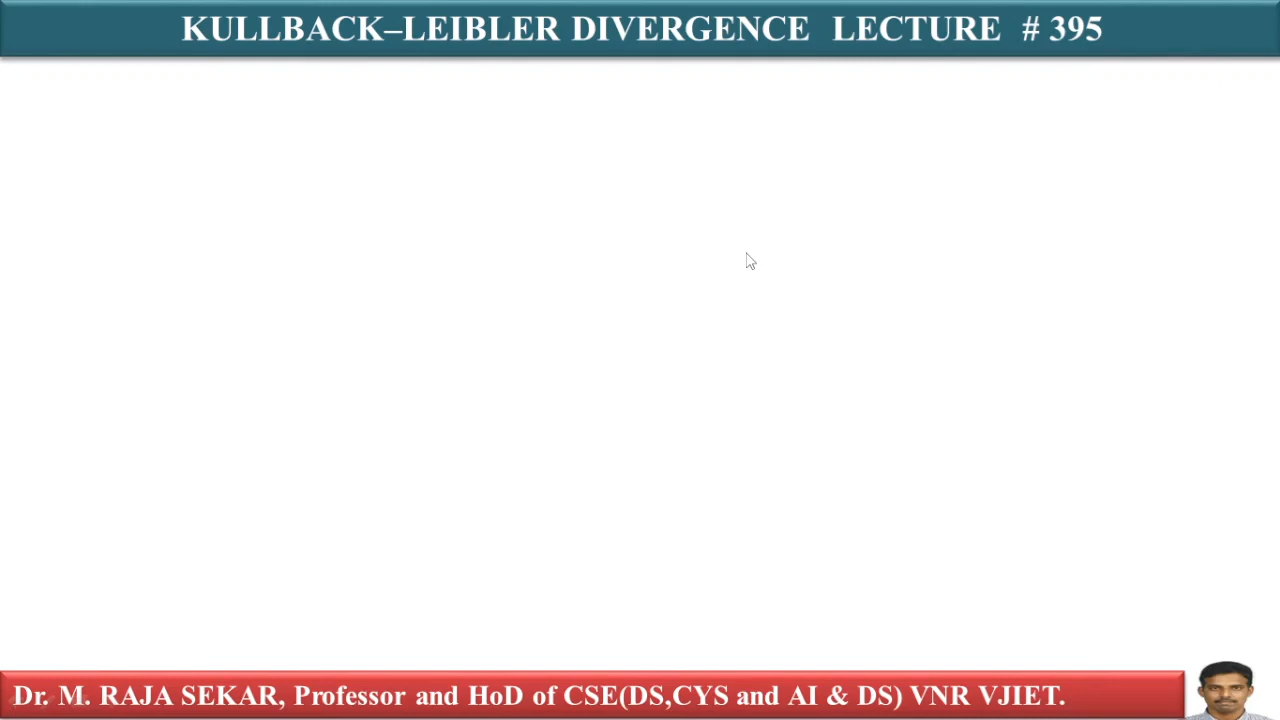 KULLBACK–LEIBLER DIVERGENCE LECTURE # 395
Dr. M. RAJA SEKAR, Professor and HoD of CSE(DS,CYS and AI & DS) VNR VJIET.